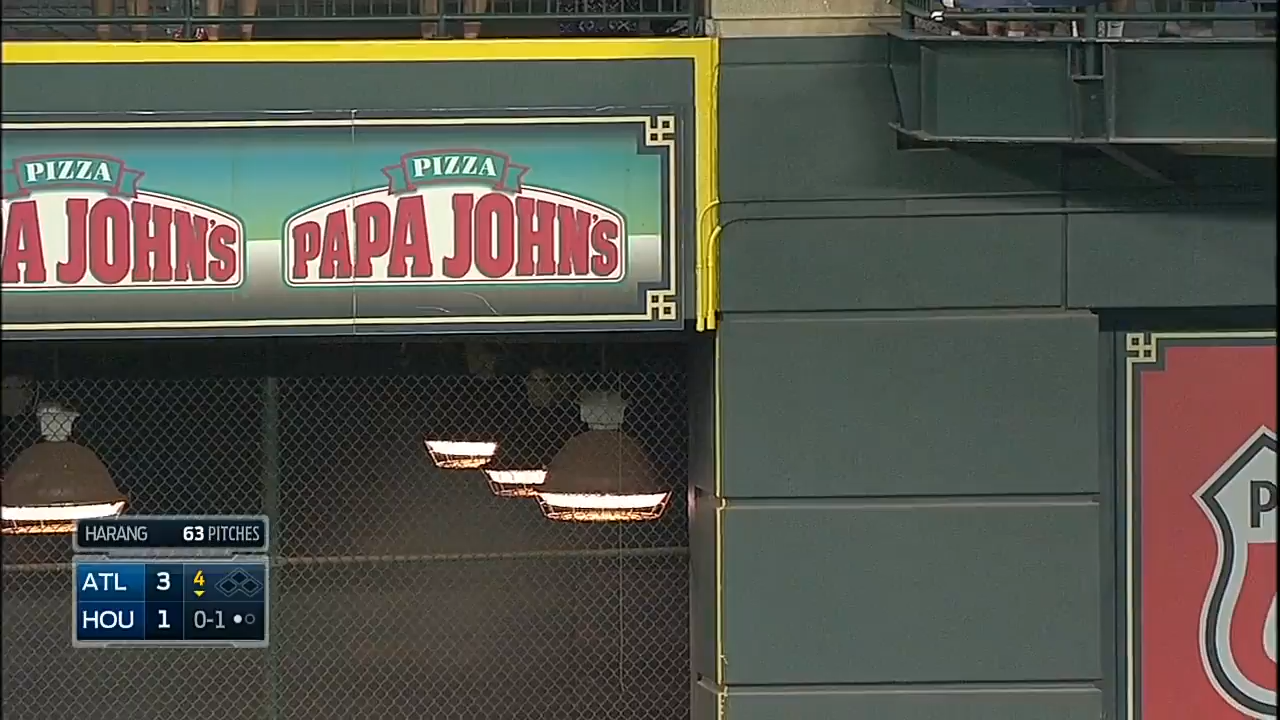 PIZZA
A JOHN'S
PIZZA
PAPA JOHN'S
P
HARANG 63 PITCHES
ATL 3 4
HOU 1 0-1